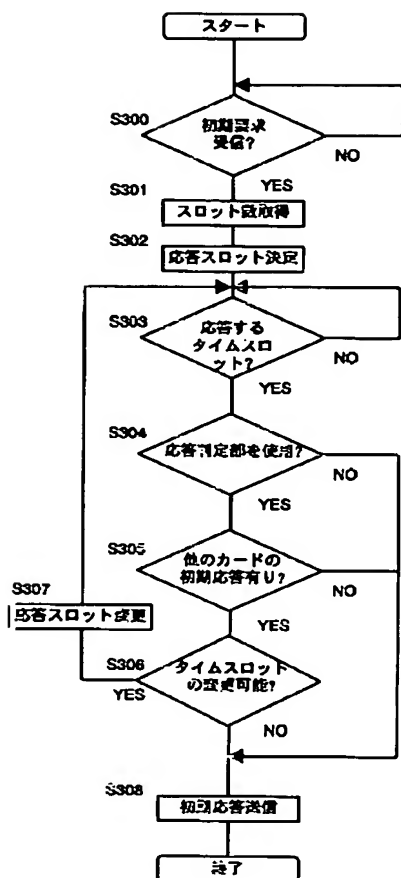 スタート
S300
初期要求
受信?
NO
YES
S301
スロット数取得
S302
応答スロット決定
S303
応答する
タイムスロ
ット?
NO
YES
S304
応答判定部を使用?
NO
YES
S305
他のカードの
初期応答有り?
NO
YES
S307
応答スロット変更
S306
タイムスロット
の変更可能?
YES
NO
S308
初期応答送信
終了